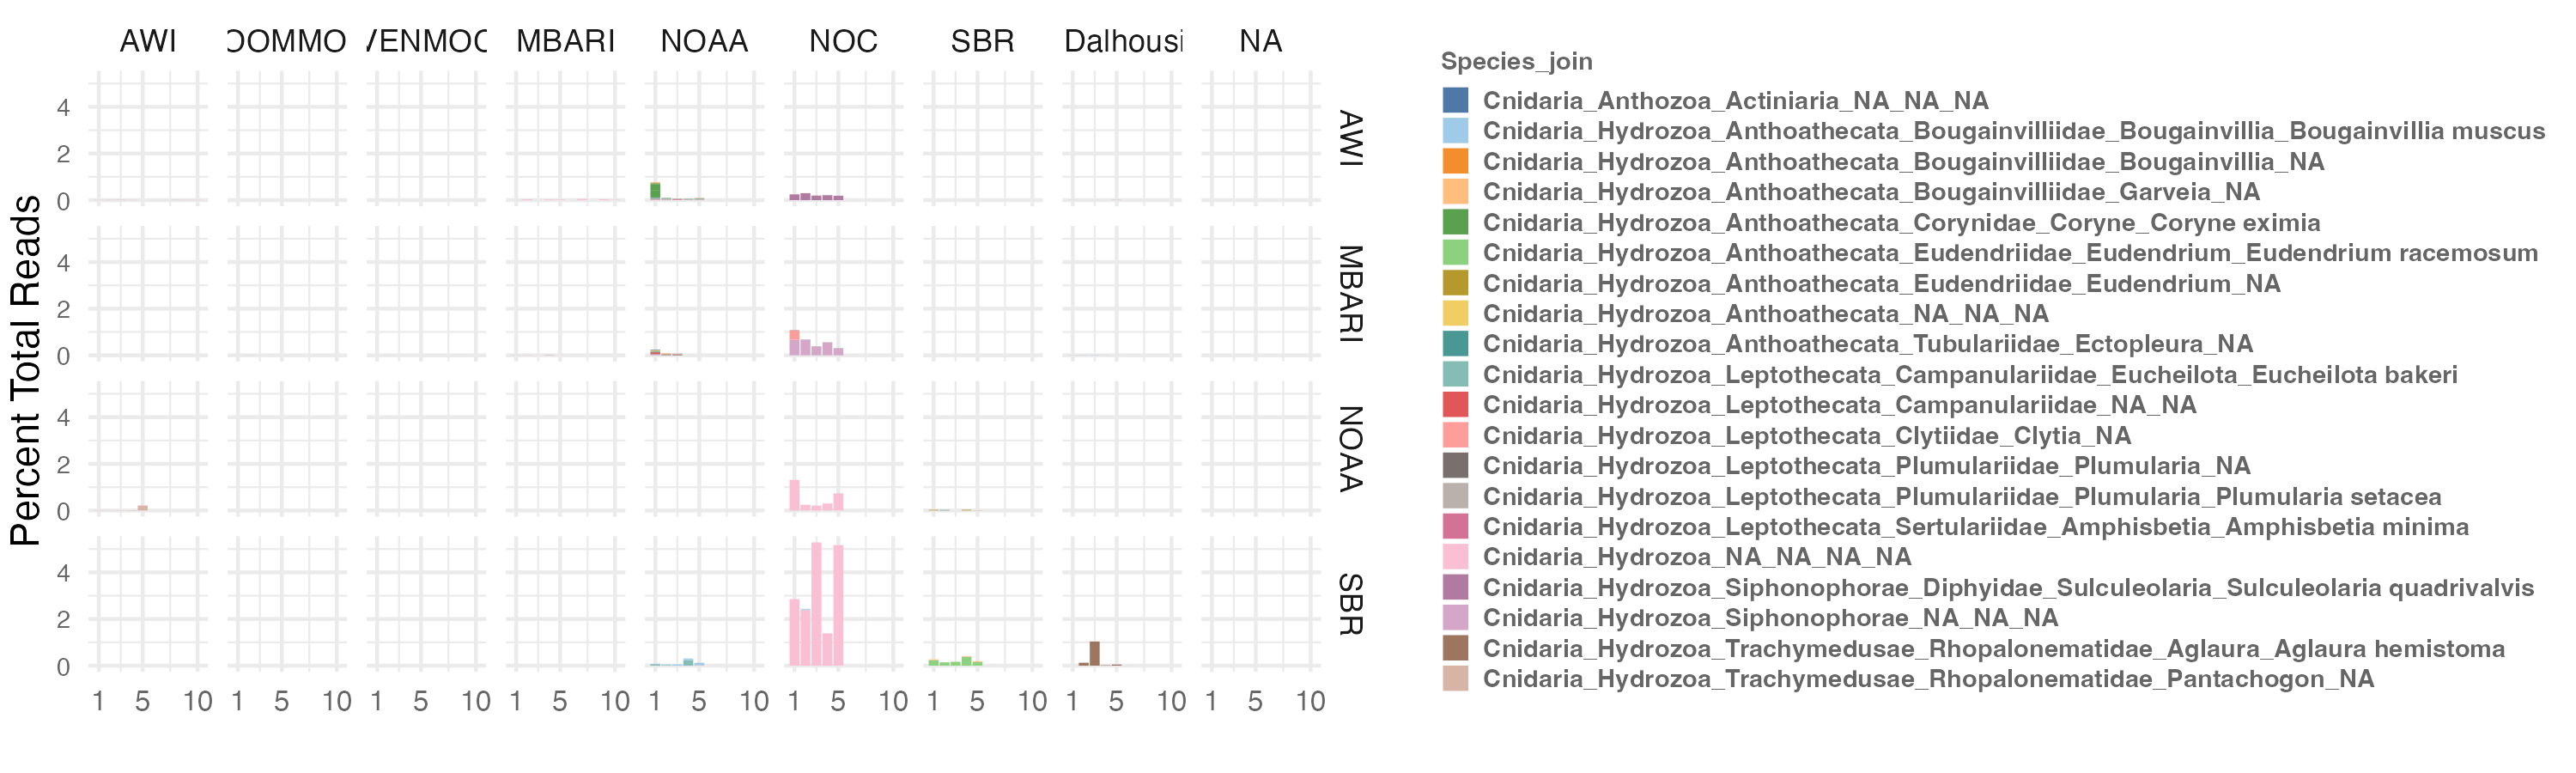 AWI OOMMO VENMOC MBARI NOAA NOC SBR Dalhousi NA
Percent Total Reads
4
2
0
AWI
4
2
0
MBARI
4
2
0
NOAA
4
2
0
SBR
1 5 10 1 5 10 1 5 10 1 5 10 1 5 10 1 5 10 1 5 10 1 5 10 1 5 10
Species_join
Cnidaria_Anthozoa_Actiniaria_NA_NA_NA
Cnidaria_Hydrozoa_Anthoathecata_Bougainvilliidae_Bougainvillia_Bougainvillia muscus
Cnidaria_Hydrozoa_Anthoathecata_Bougainvilliidae_Bougainvillia_NA
Cnidaria_Hydrozoa_Anthoathecata_Bougainvilliidae_Garveia_NA
Cnidaria_Hydrozoa_Anthoathecata_Corynidae_Coryne_Coryne eximia
Cnidaria_Hydrozoa_Anthoathecata_Eudendriidae_Eudendrium_Eudendrium racemosum
Cnidaria_Hydrozoa_Anthoathecata_Eudendriidae_Eudendrium_NA
Cnidaria_Hydrozoa_Anthoathecata_NA_NA_NA
Cnidaria_Hydrozoa_Anthoathecata_Tubulariidae_Ectopleura_NA
Cnidaria_Hydrozoa_Leptothecata_Campanulariidae_Eucheilota_Eucheilota bakeri
Cnidaria_Hydrozoa_Leptothecata_Campanulariidae_NA_NA
Cnidaria_Hydrozoa_Leptothecata_Clytiidae_Clytia_NA
Cnidaria_Hydrozoa_Leptothecata_Plumulariidae_Plumularia_NA
Cnidaria_Hydrozoa_Leptothecata_Plumulariidae_Plumularia_Plumularia setacea
Cnidaria_Hydrozoa_Leptothecata_Sertulariidae_Amphisbetia_Amphisbetia minima
Cnidaria_Hydrozoa_NA_NA_NA_NA
Cnidaria_Hydrozoa_Siphonophorae_Diphyidae_Sulculeolaria_Sulculeolaria quadrivalvis
Cnidaria_Hydrozoa_Siphonophorae_NA_NA_NA
Cnidaria_Hydrozoa_Trachymedusae_Rhopalonematidae_Aglaura_Aglaura hemistoma
Cnidaria_Hydrozoa_Trachymedusae_Rhopalonematidae_Pantachogon_NA